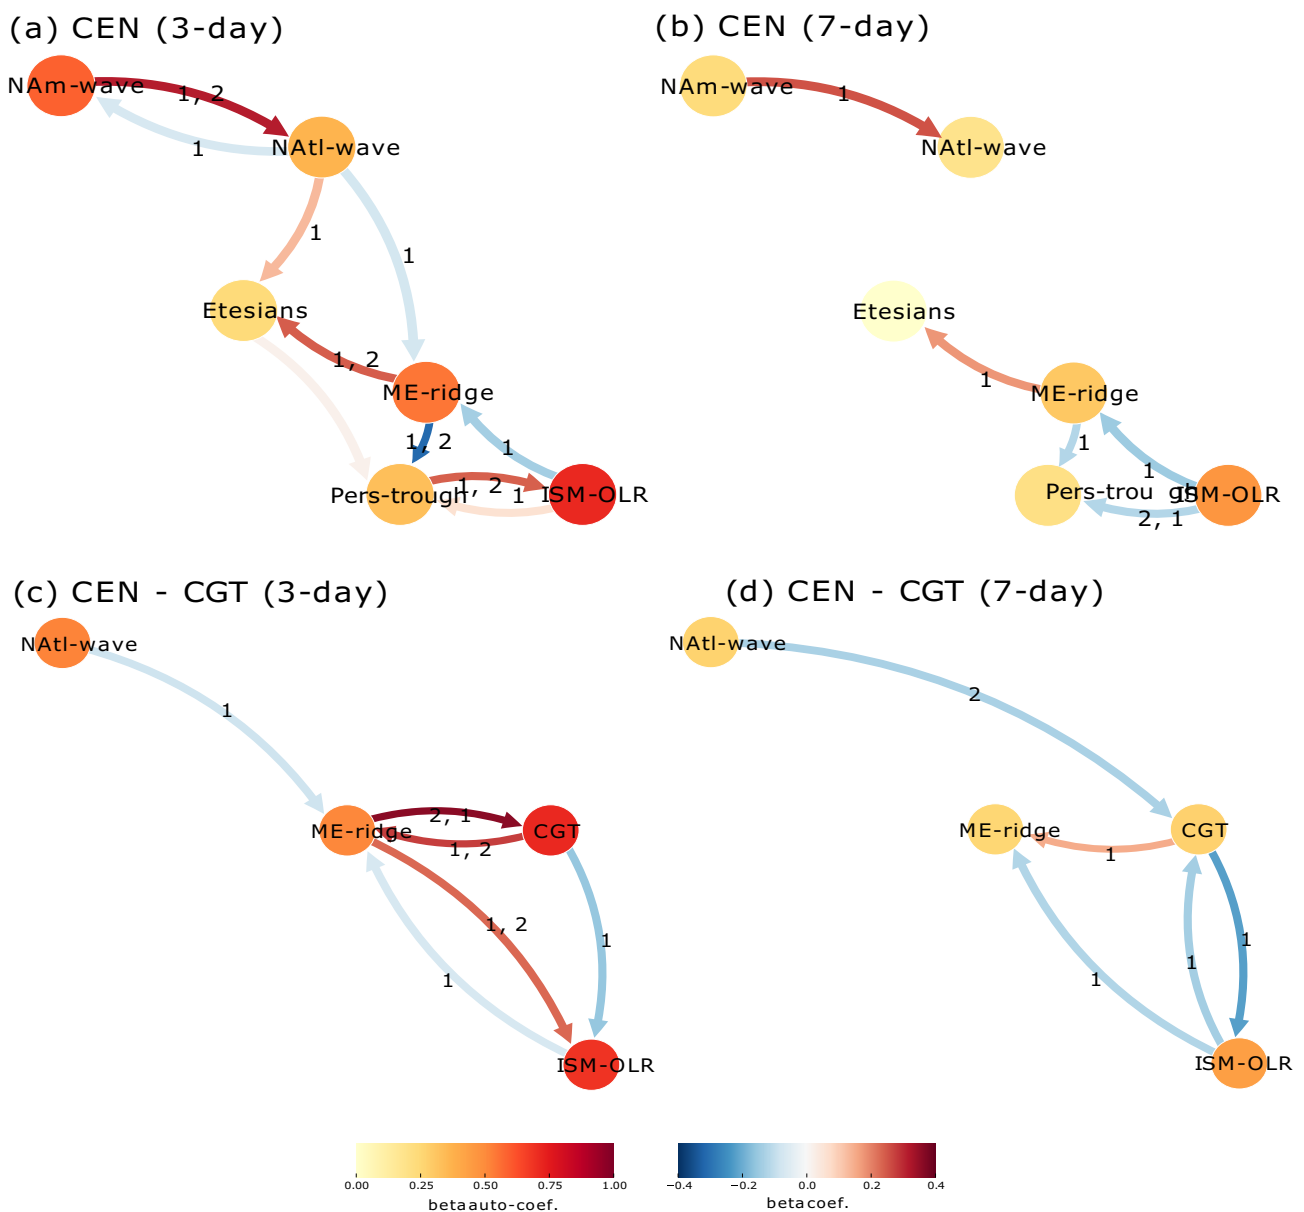 (a) CEN (3-day)
NAm-wave
1, 2
1
NAtl-wave
1
1
Etesians
1, 2
ME-ridge
1, 2
1
Pers-trough
1, 2
1
ISM-OLR
(b) CEN (7-day)
NAm-wave
1
NAtl-wave
Etesians
1
ME-ridge
1
1
Pers-trou gh
ISM-OLR
2, 1
(c) CEN - CGT (3-day)
NAtl-wave
1
ME-ridge
2, 1
1, 2
CGT
1, 2
1
1
ISM-OLR
(d) CEN - CGT (7-day)
NAtl-wave
2
ME-ridge
1
CGT
1
1
1
ISM-OLR
0.00 0.25 0.50 0.75 1.00
betaauto-coef.
−0.4 −0.2 0.0 0.2 0.4
betacoef.